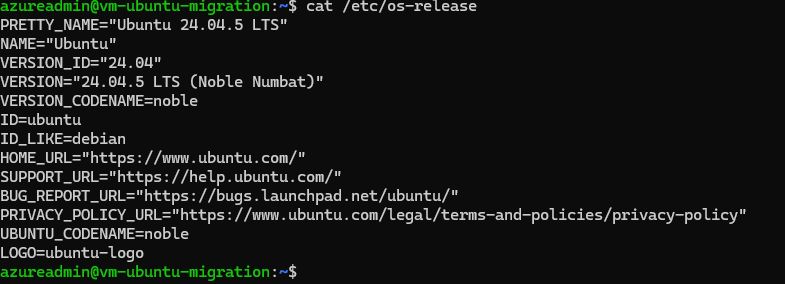 azureadmin@vm-ubuntu-migration:~$ cat /etc/os-release
PRETTY_NAME="Ubuntu 24.04.5 LTS"
NAME="Ubuntu"
VERSION_ID="24.04"
VERSION="24.04.5 LTS (Noble Numbat)"
VERSION_CODENAME=noble
ID=ubuntu
ID_LIKE=debian
HOME_URL="https://www.ubuntu.com/"
SUPPORT_URL="https://help.ubuntu.com/"
BUG_REPORT_URL="https://bugs.launchpad.net/ubuntu/"
PRIVACY_POLICY_URL="https://www.ubuntu.com/legal/terms-and-policies/privacy-policy"
UBUNTU_CODENAME=noble
LOGO=ubuntu-logo
azureadmin@vm-ubuntu-migration:~$